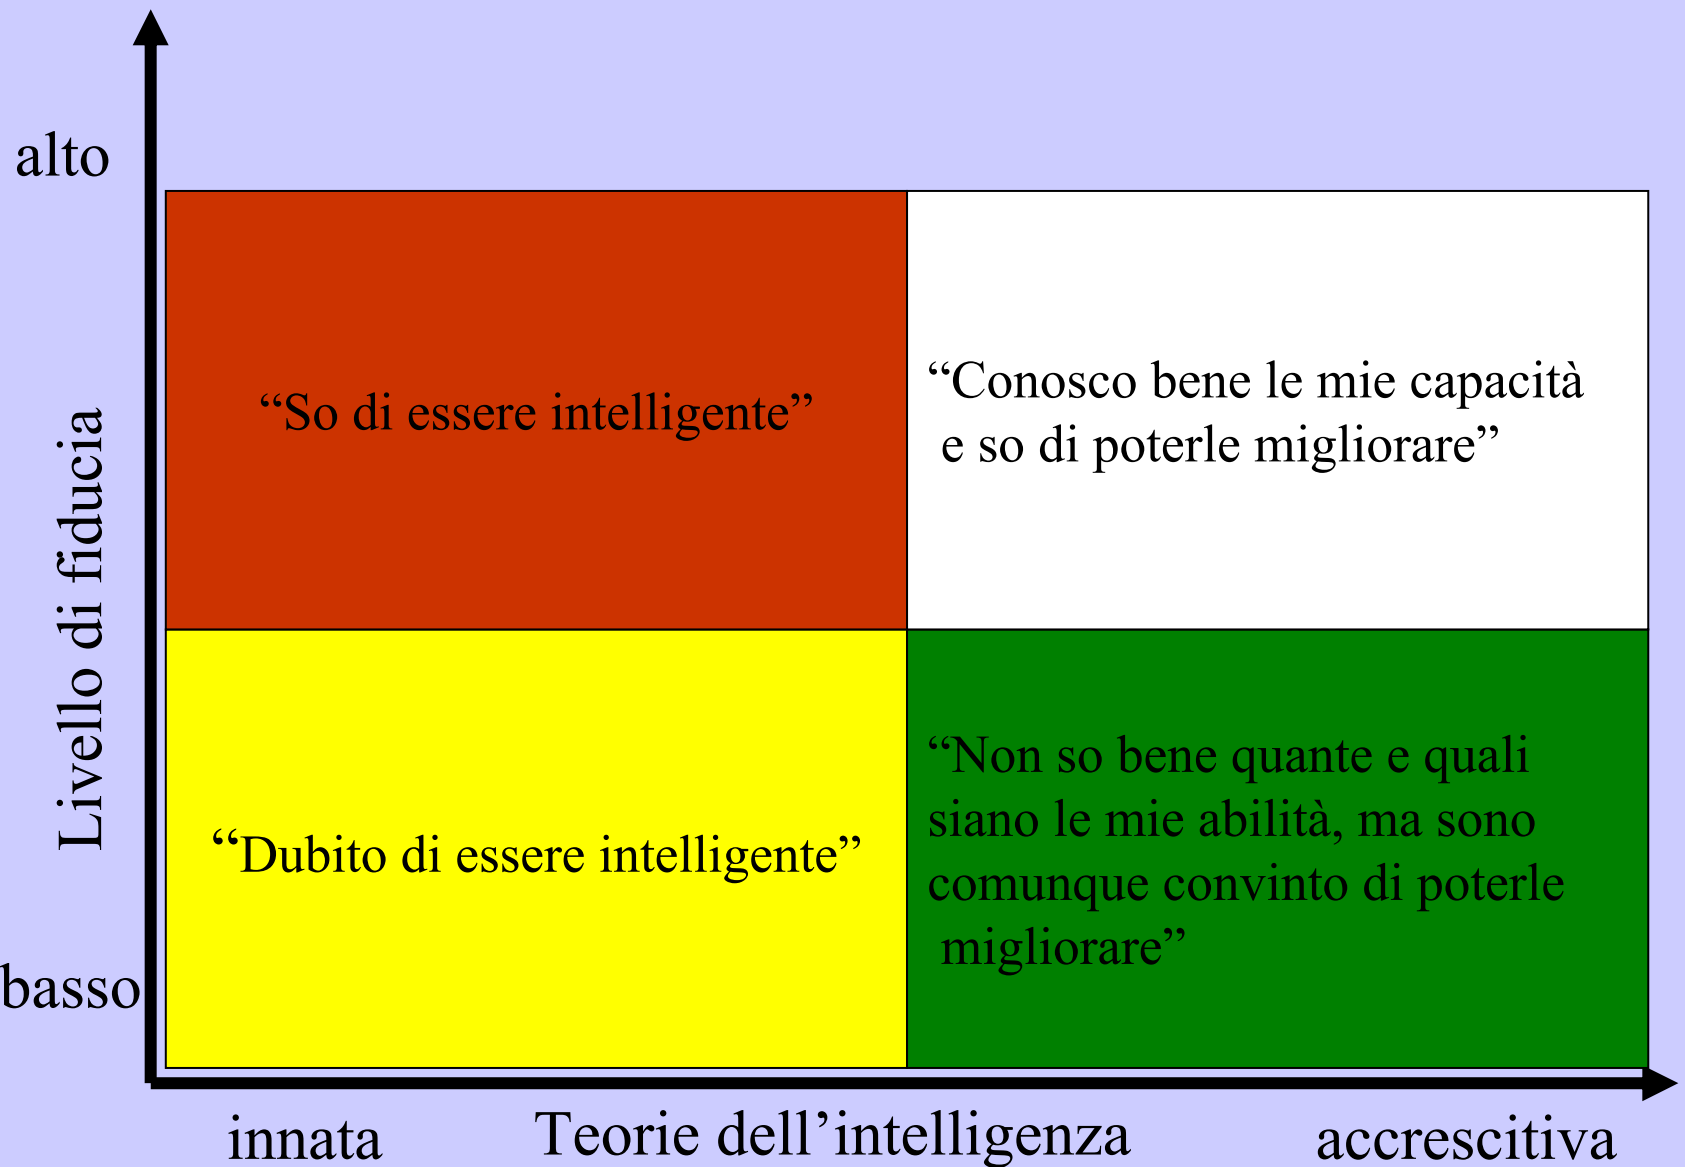 alto
“So di essere intelligente”
“Conosco bene le mie capacità
e so di poterle migliorare”
Livello di fiducia
“Dubito di essere intelligente”
“Non so bene quante e quali
siano le mie abilità, ma sono
comunque convinto di poterle
migliorare”
basso
innata
Teorie dell’intelligenza
accrescitiva